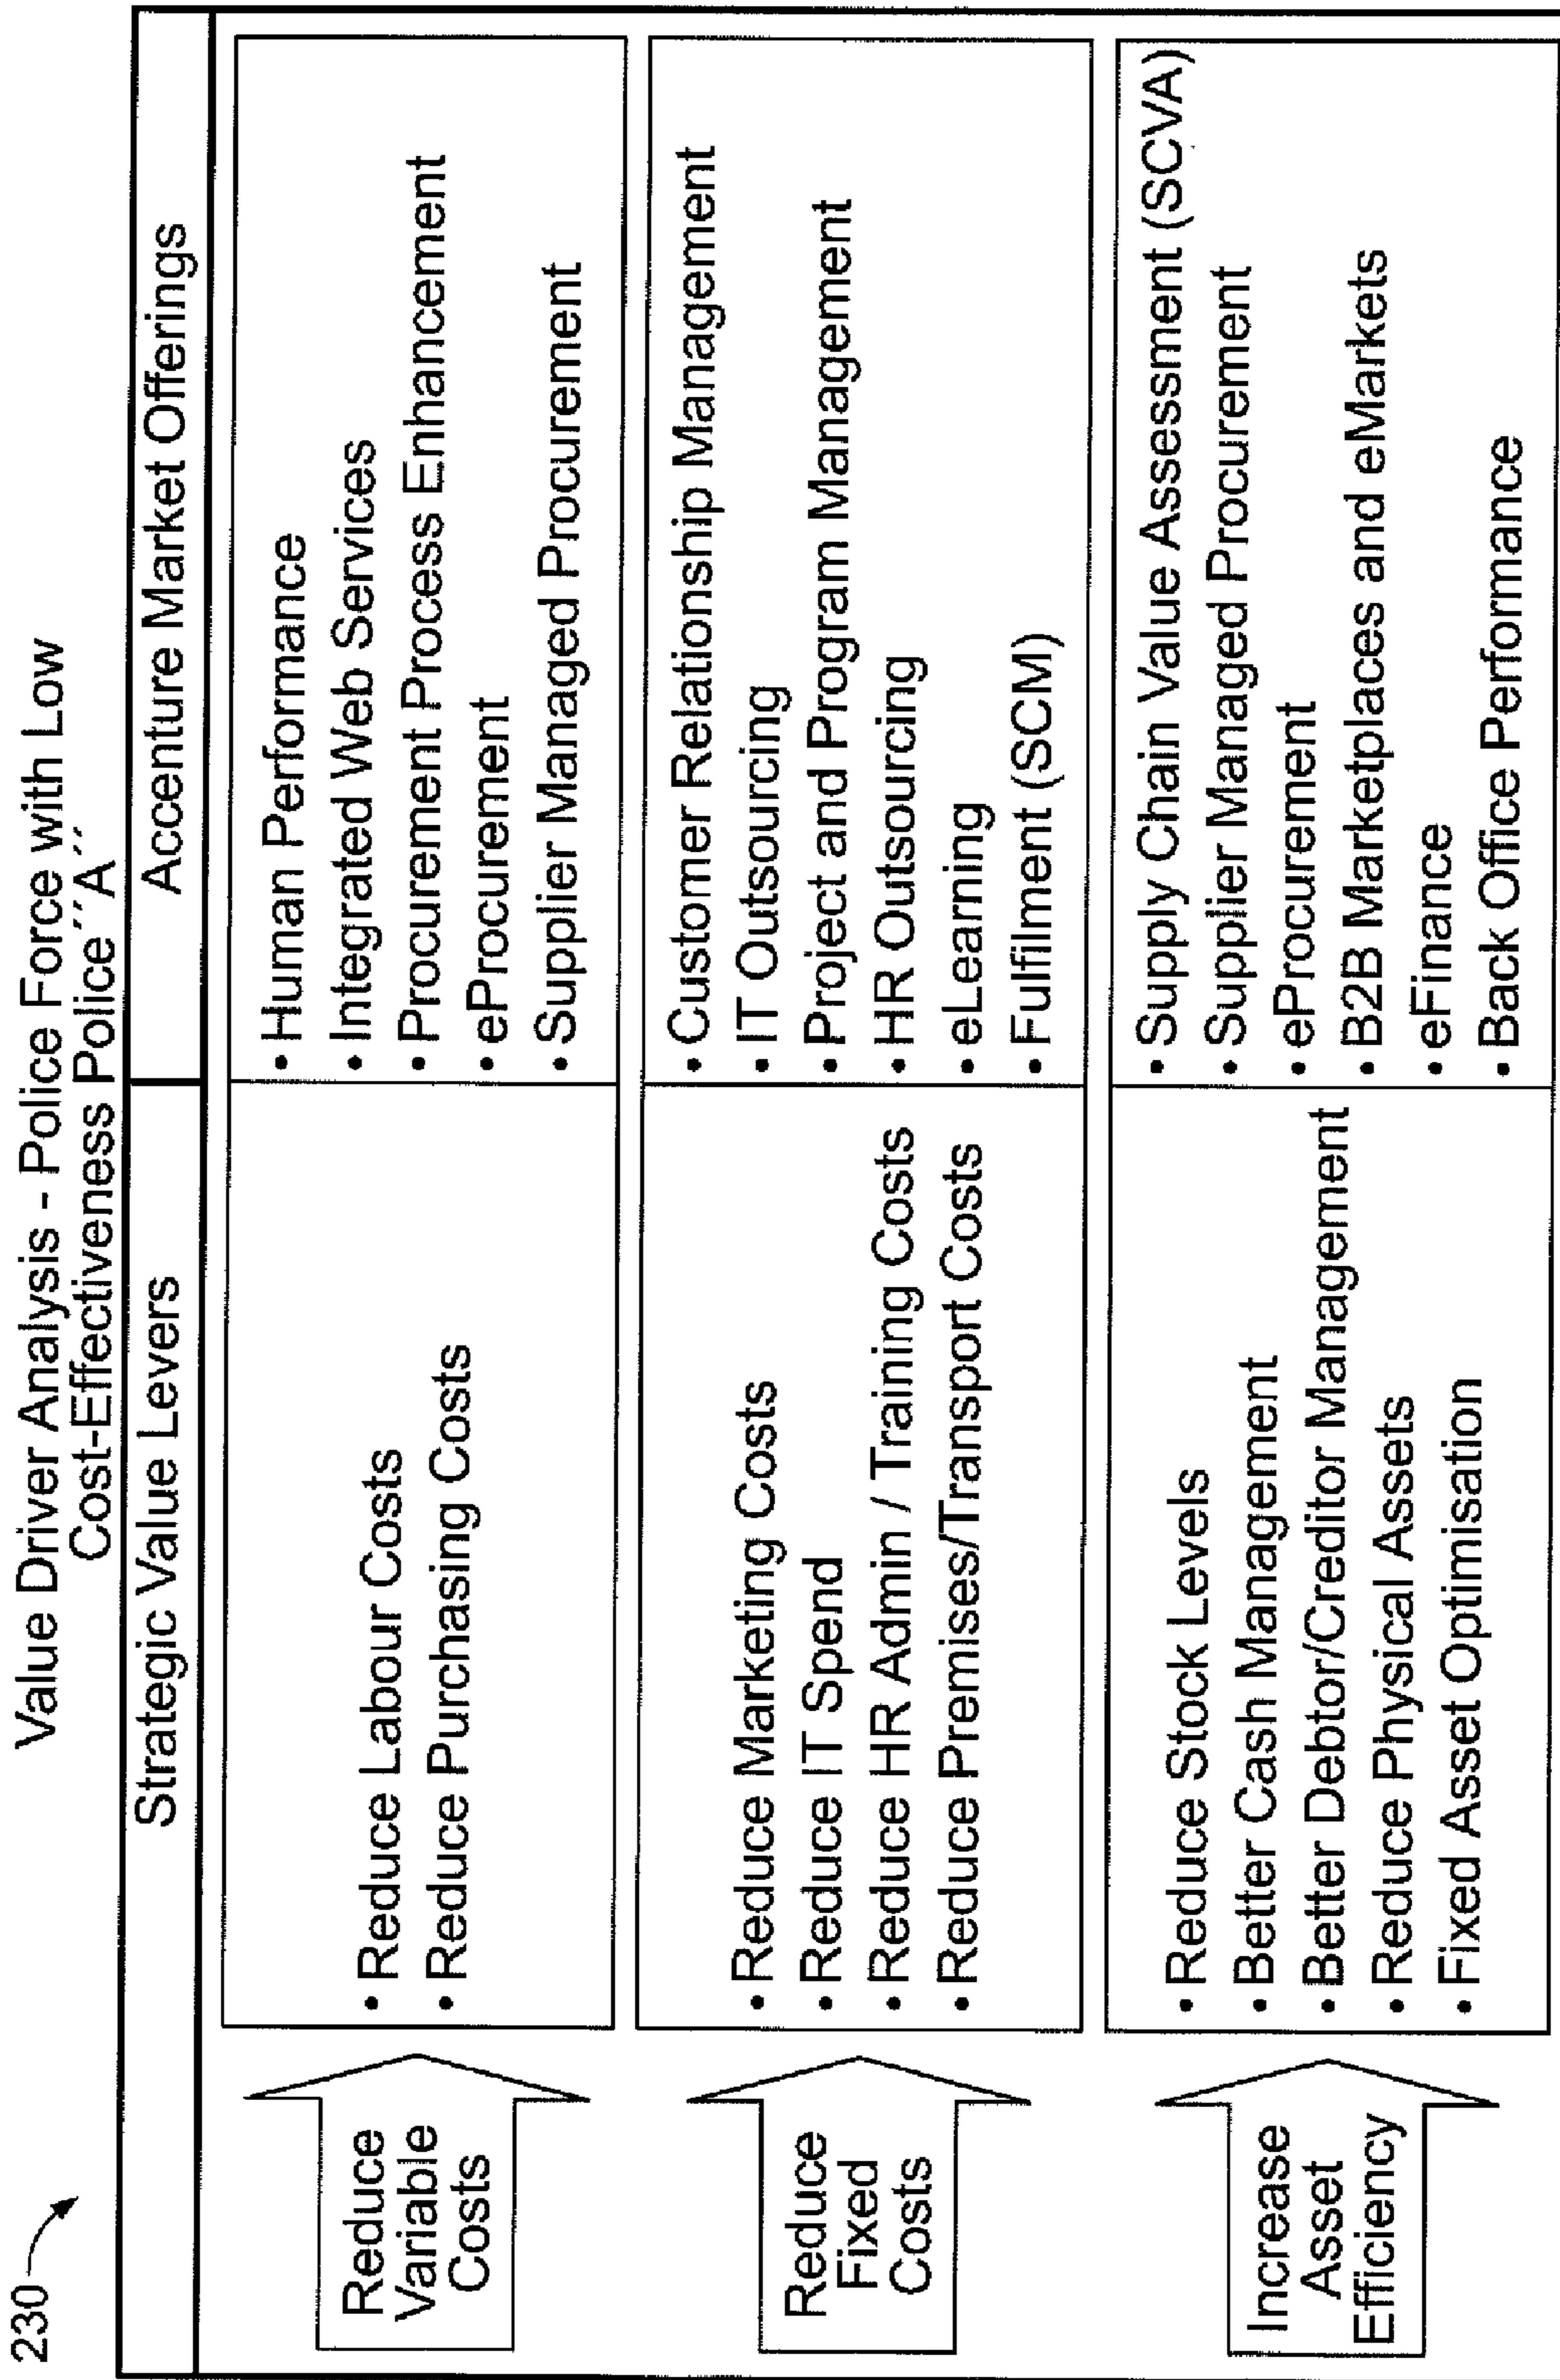 230
Value Driver Analysis - Police Force with Low
Cost-Effectiveness Police ´´A´´
Strategic Value Levers
Accenture Market Offerings
Reduce
Variable
Costs
• Reduce Labour Costs
• Reduce Purchasing Costs
• Human Performance
• Integrated Web Services
• Procurement Process Enhancement
• eProcurement
• Supplier Managed Procurement
Reduce
Fixed
Costs
• Reduce Marketing Costs
• Reduce IT Spend
• Reduce HR Admin / Training Costs
• Reduce Premises/Transport Costs
• Customer Relationship Management
• IT Outsourcing
• Project and Program Management
• HR Outsourcing
• eLearning
• Fulfilment (SCM)
Increase
Asset
Efficiency
• Reduce Stock Levels
• Better Cash Management
• Better Debtor/Creditor Management
• Reduce Physical Assets
• Fixed Asset Optimisation
• Supply Chain Value Assessment (SCVA)
• Supplier Managed Procurement
• eProcurement
• B2B Marketplaces and eMarkets
• eFinance
• Back Office Performance